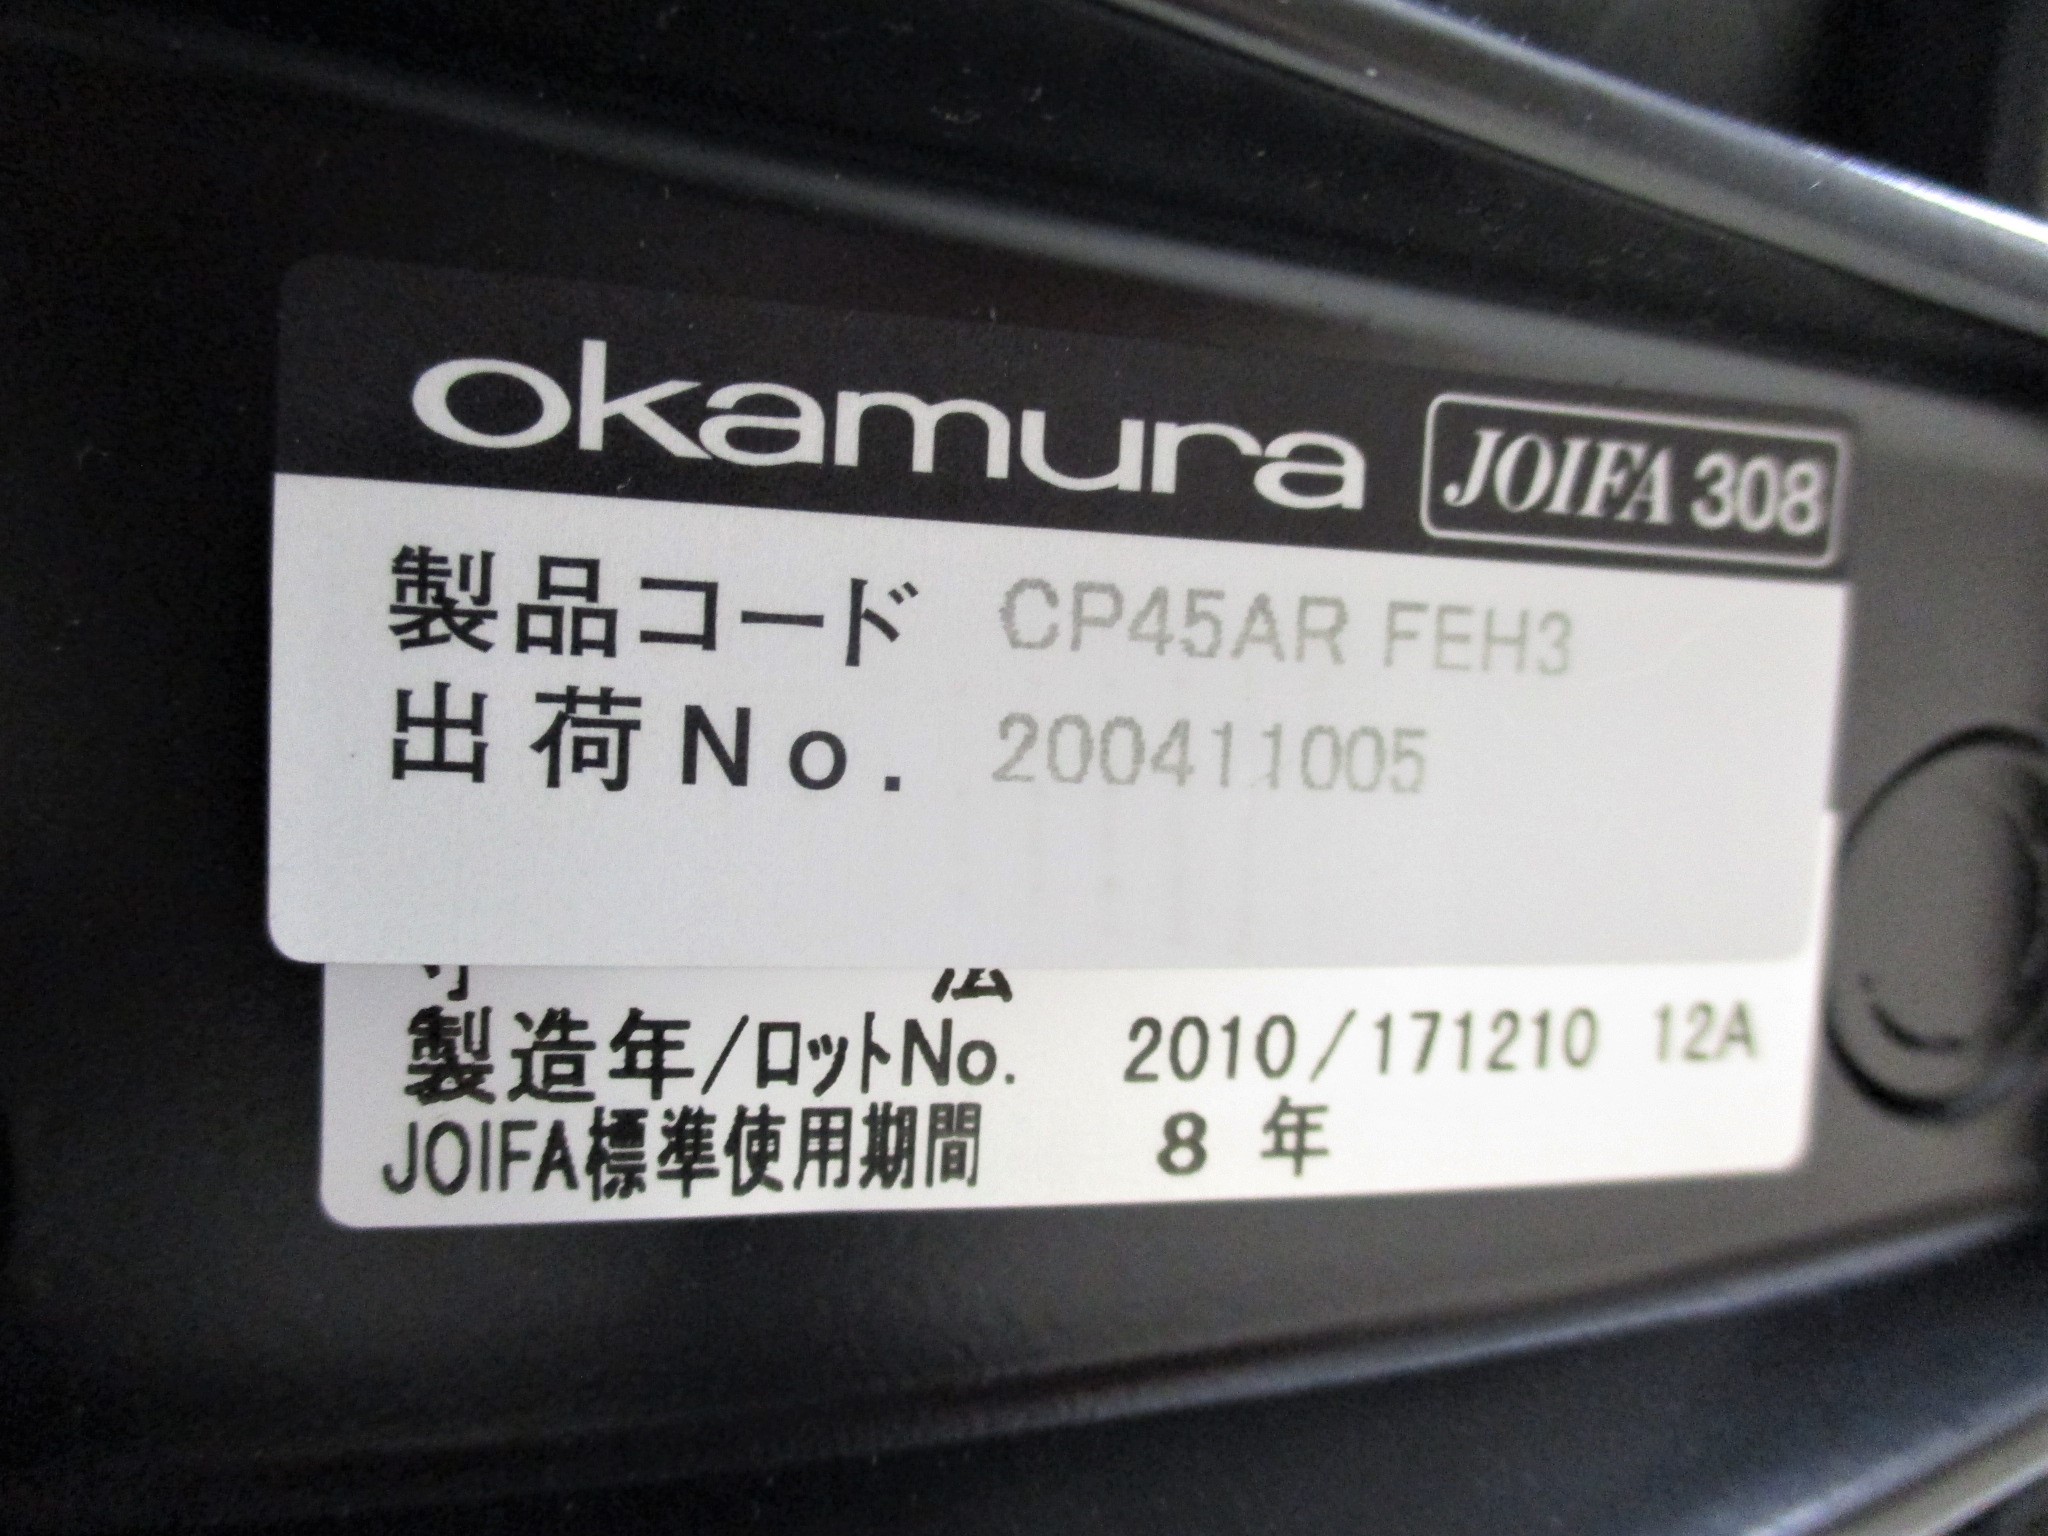 okamura JOIFA 308
製品コード CP45AR FEH3
出荷No. 200411005
寸法
製造年/ロットNo. 2010/171210 12A
JOIFA標準使用期間 8年